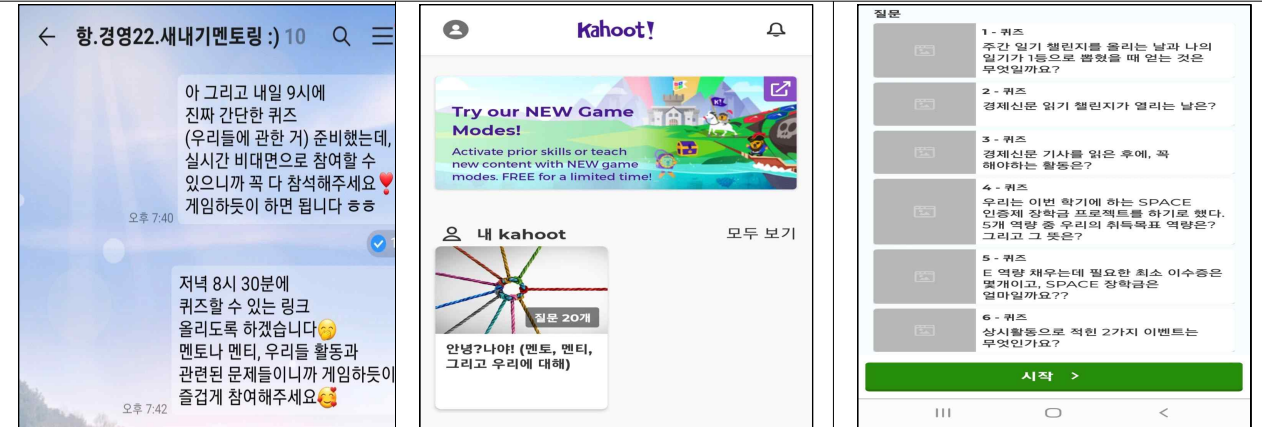 항.경영22.새내기멘토링 :) 10
아 그리고 내일 9시에
진짜 간단한 퀴즈
(우리들에 관한 거) 준비했는데,
실시간 비대면으로 참여할 수
있으니까 꼭 다 참석해주세요❣️
게임하듯이 하면 됩니다 ㅎㅎ
오후 7:40
저녁 8시 30분에
퀴즈할 수 있는 링크
올리도록 하겠습니다🤭
멘토나 멘티, 우리들 활동과
관련된 문제들이니까 게임하듯이
즐겁게 참여해주세요🥰
오후 7:42
Kahoot!
Try our NEW Game
Modes!
Activate prior skills or teach
new content with NEW game
modes. FREE for a limited time!
내 kahoot
모두 보기
질문 20개
안녕?나야! (멘토, 멘티,
그리고 우리에 대해)
질문
1 - 퀴즈
주간 일기 챌린지를 올리는 날과 나의
일기가 1등으로 뽑혔을 때 얻는 것은
무엇일까요?
2 - 퀴즈
경제신문 읽기 챌린지가 열리는 날은?
3 - 퀴즈
경제신문 기사를 읽은 후에, 꼭
해야하는 활동은?
4 - 퀴즈
우리는 이번 학기에 하는 SPACE
인증제 장학금 프로젝트를 하기로 했다.
5개 역량 중 우리의 취득목표 역량은?
그리고 그 뜻은?
5 - 퀴즈
E 역량 채우는데 필요한 최소 이수증은
몇개이고, SPACE 장학금은
얼마일까요??
6 - 퀴즈
상시활동으로 적힌 2가지 이벤트는
무엇인가요?
시작 >